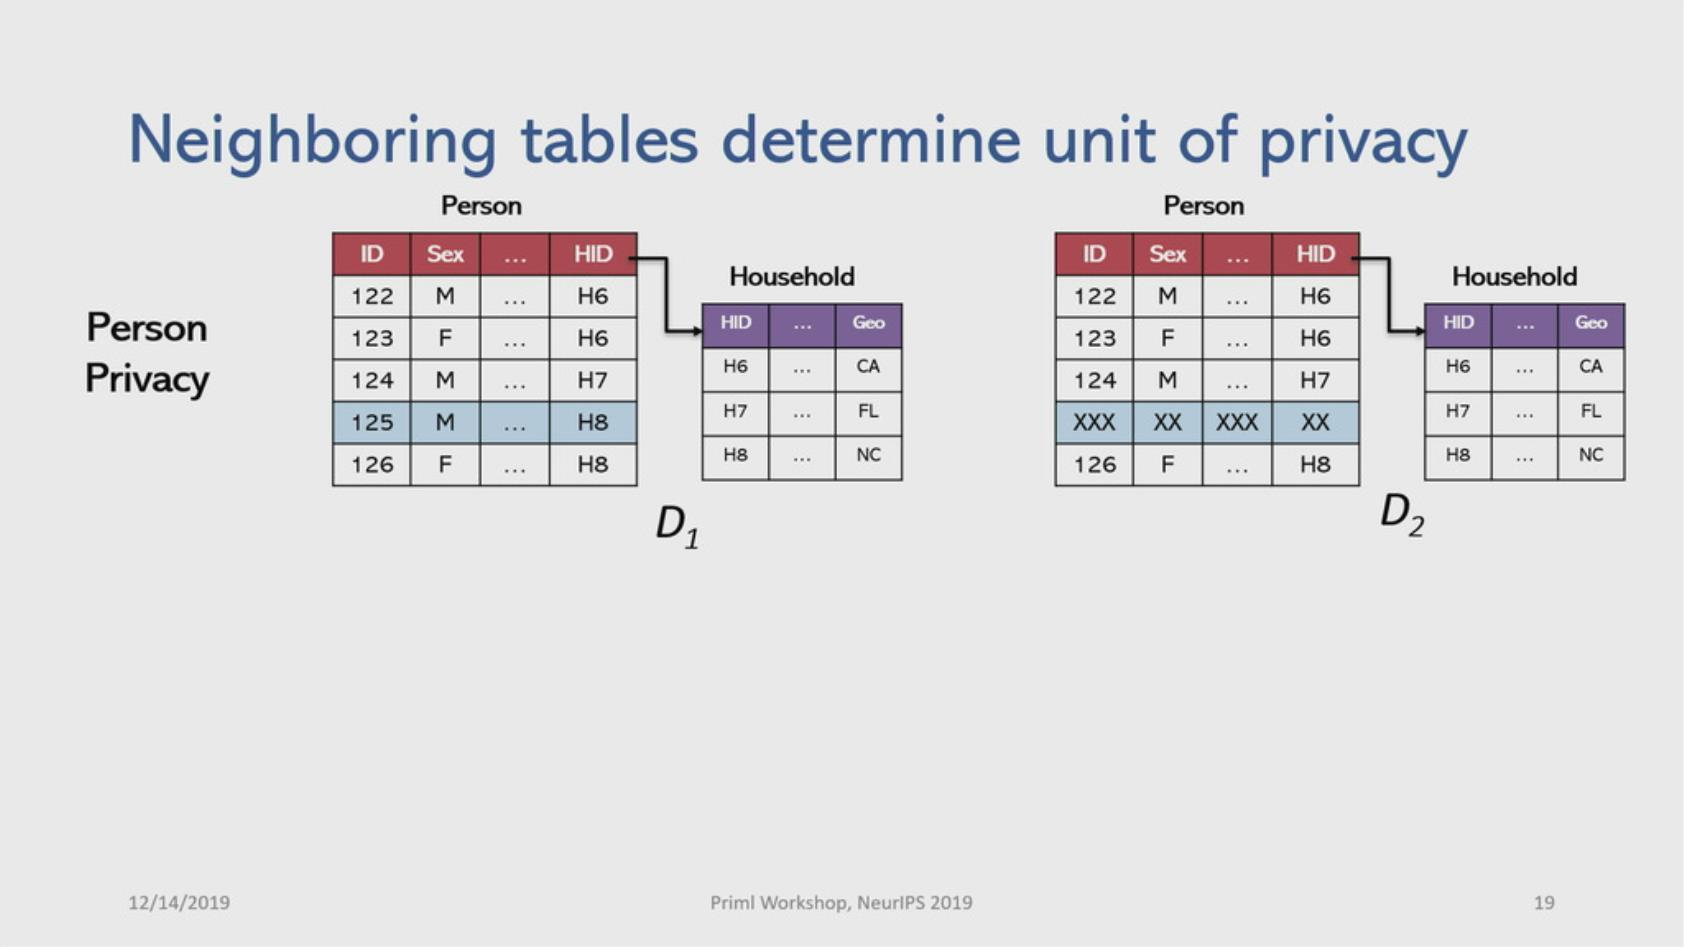 Neighboring tables determine unit of privacy
Person
Privacy
Person
ID Sex ... HID
122 M ... H6
123 F ... H6
124 M ... H7
125 M ... H8
126 F ... H8
Household
HID ... Geo
H6 ... CA
H7 ... FL
H8 ... NC
D1
Person
ID Sex ... HID
122 M ... H6
123 F ... H6
124 M ... H7
XXX XX XXX XX
126 F ... H8
Household
HID ... Geo
H6 ... CA
H7 ... FL
H8 ... NC
D2
12/14/2019
Priml Workshop, NeurIPS 2019
19